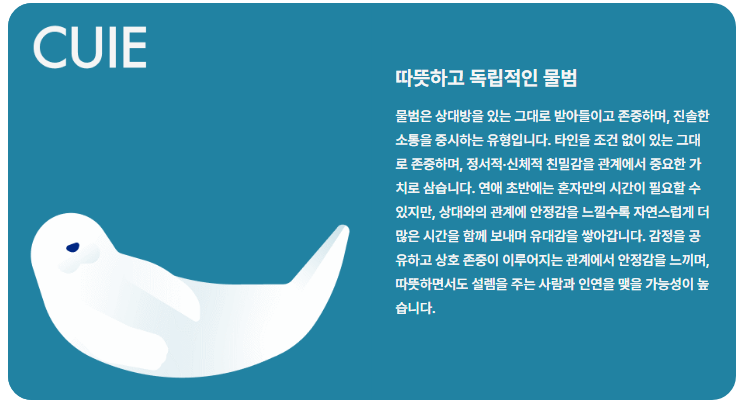 CUIE
따뜻하고 독립적인 물범
물범은 상대방을 있는 그대로 받아들이고 존중하며, 진솔한
소통을 중시하는 유형입니다. 타인을 조건 없이 있는 그대
로 존중하며, 정서적·신체적 친밀감을 관계에서 중요한 가
치로 삼습니다. 연애 초반에는 혼자만의 시간이 필요할 수
있지만, 상대와의 관계에 안정감을 느낄수록 자연스럽게 더
많은 시간을 함께 보내며 유대감을 쌓아갑니다. 감정을 공
유하고 상호 존중이 이루어지는 관계에서 안정감을 느끼며,
따뜻하면서도 설렘을 주는 사람과 인연을 맺을 가능성이 높
습니다.